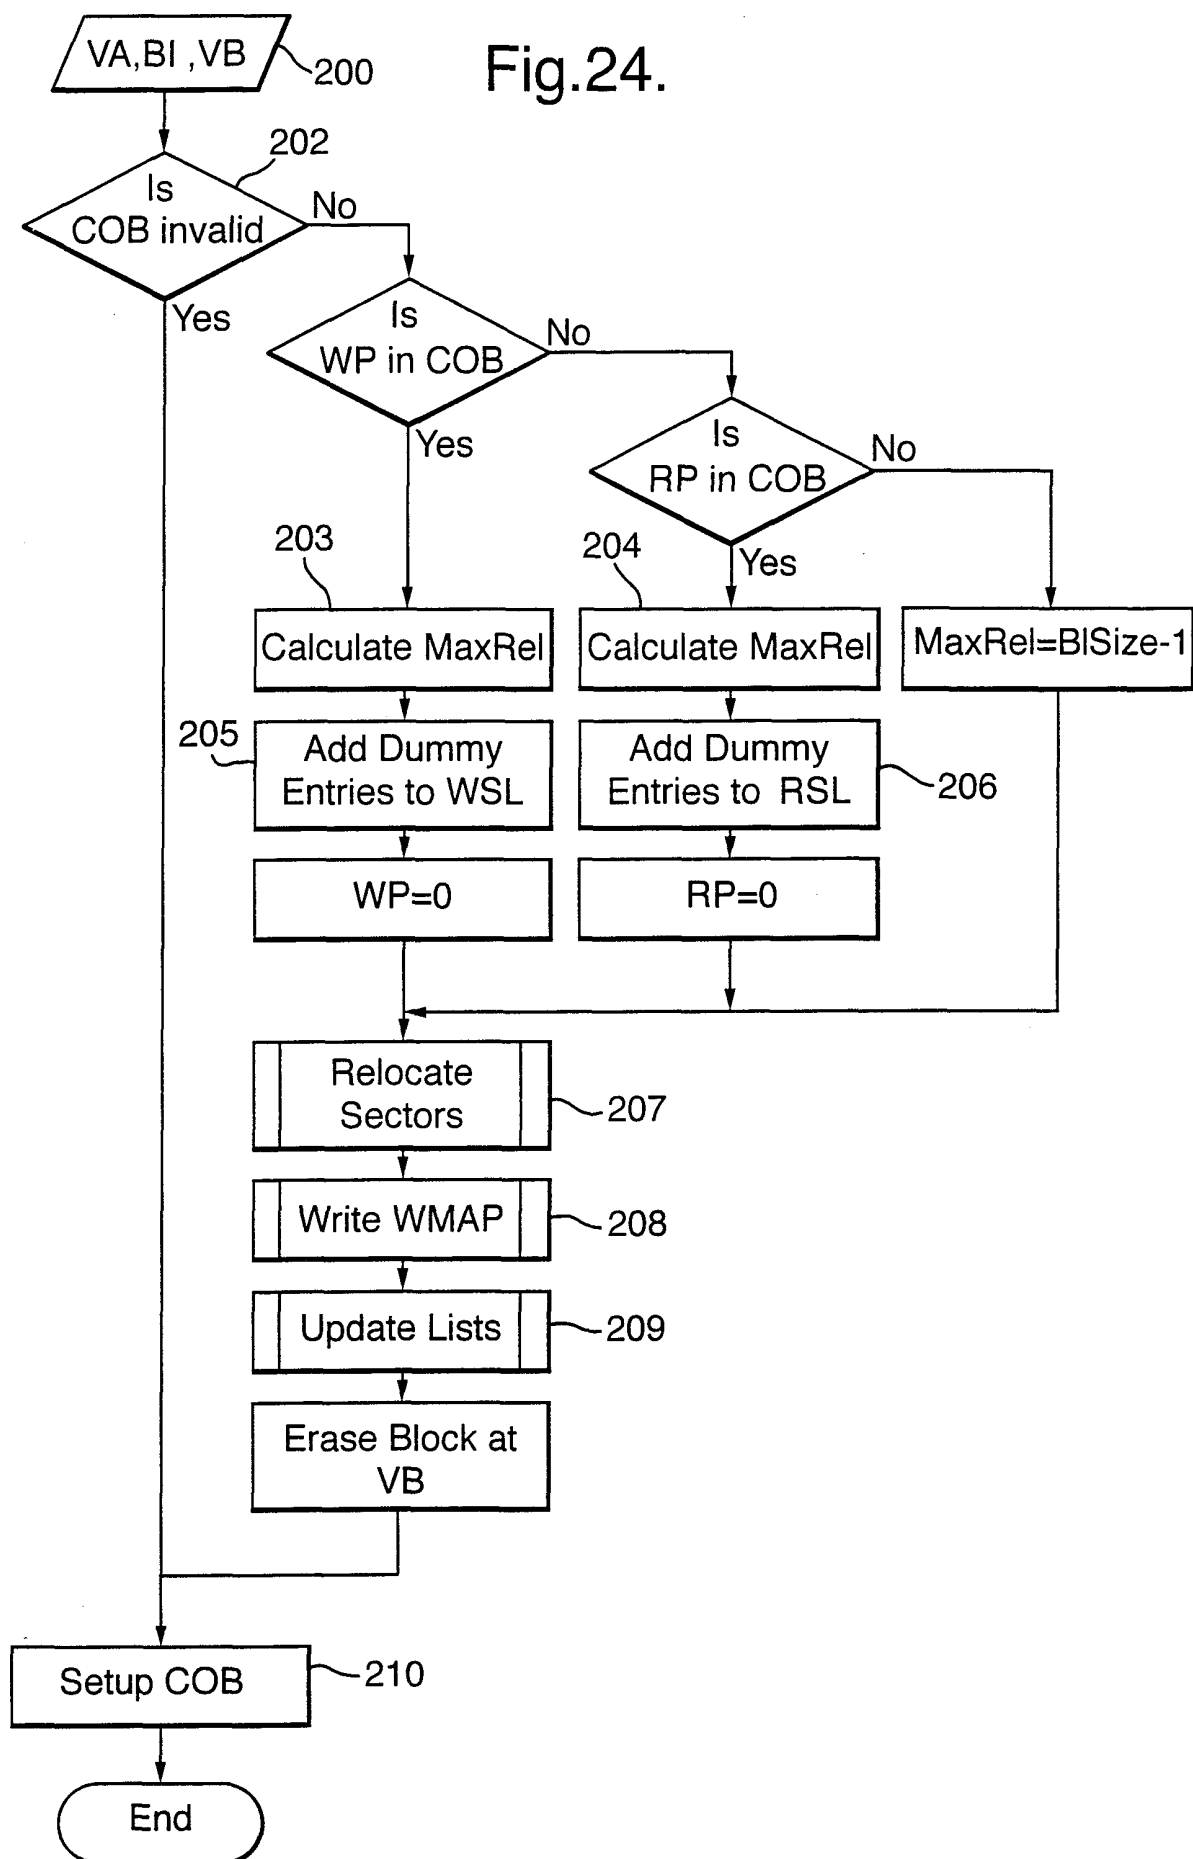 Fig.24.
VA,BI ,VB
200
202
Is
COB invalid
No
Yes
Is
WP in COB
No
Yes
Is
RP in COB
No
Yes
203
204
Calculate MaxRel
Calculate MaxRel
MaxRel=BlSize-1
205
Add Dummy
Entries to WSL
Add Dummy
Entries to RSL
206
WP=0
RP=0
Relocate
Sectors
207
Write WMAP
208
Update Lists
209
Erase Block at
VB
Setup COB
210
End